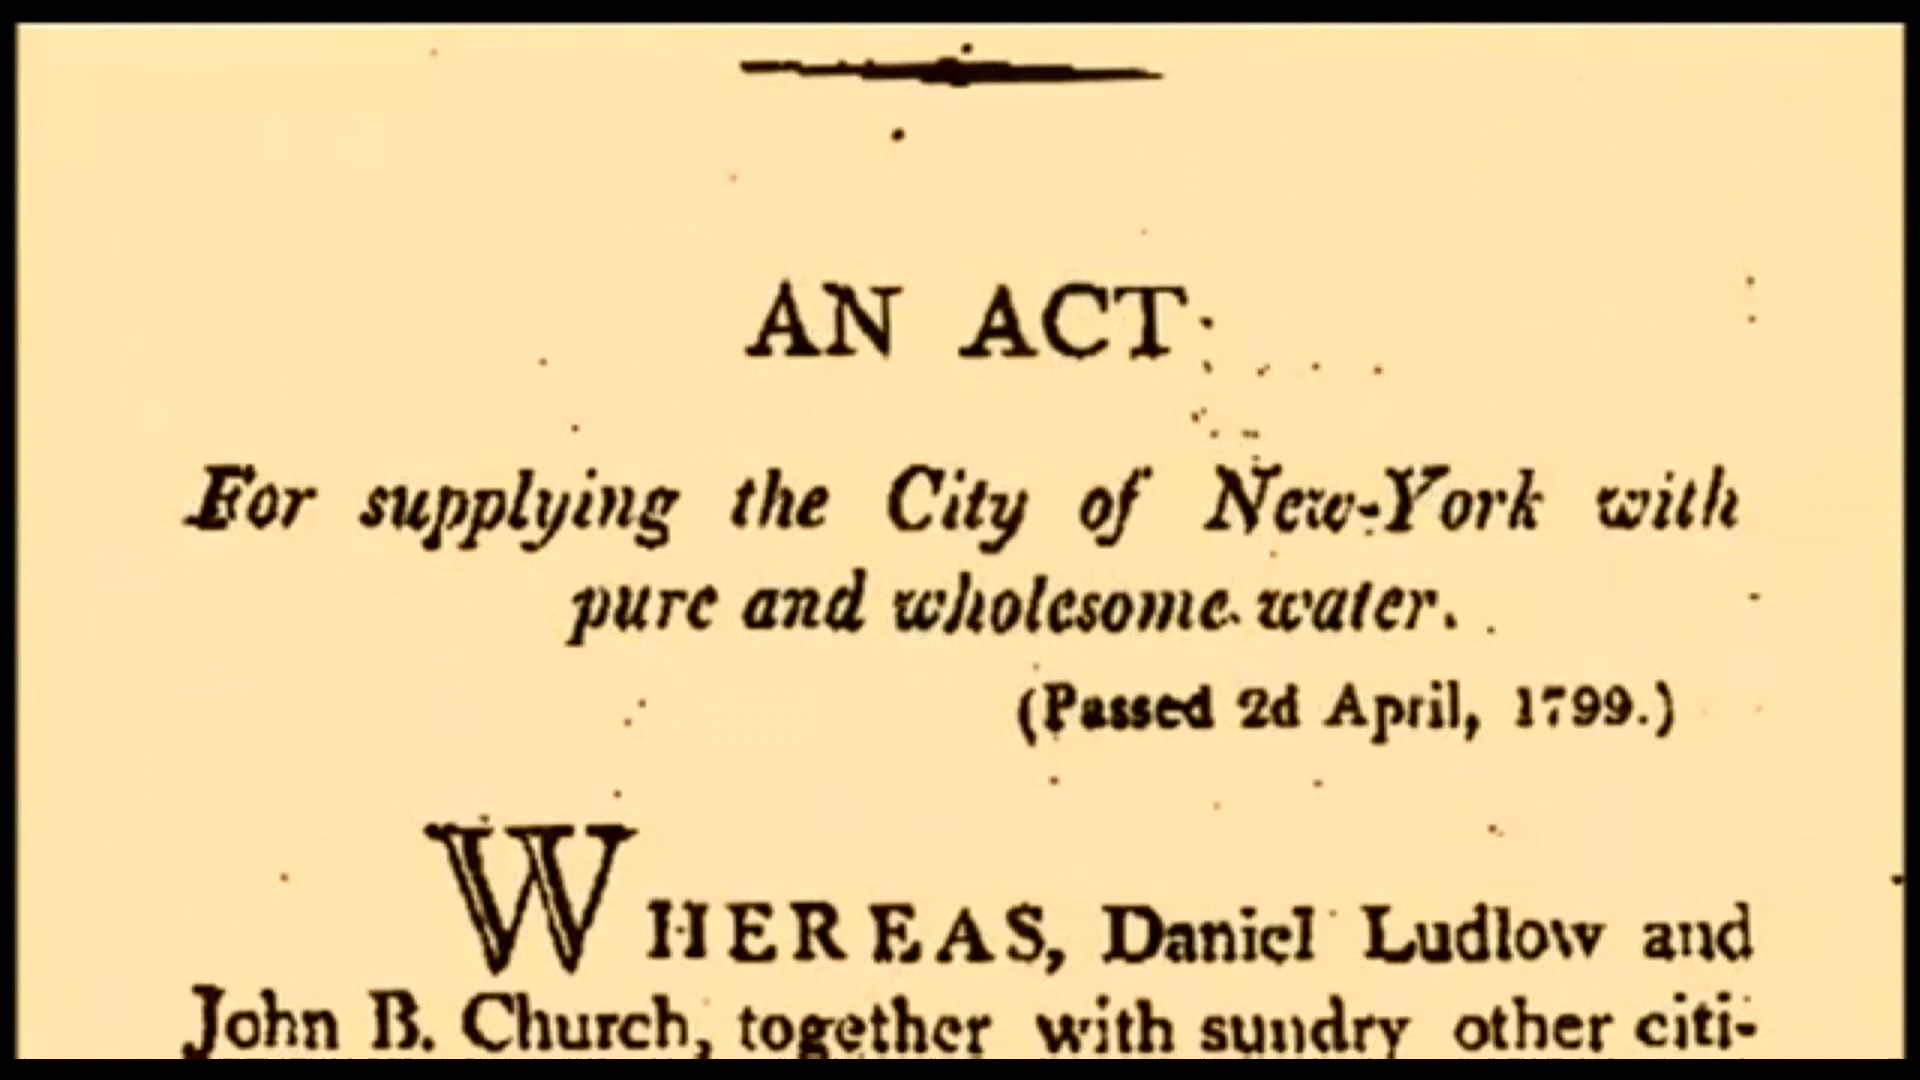 AN ACT
For supplying the City of New-York with
pure and wholesome water.
(Passed 2d April, 1799.)
WHEREAS, Daniel Ludlow and
John B. Church, together with sundry other citi-